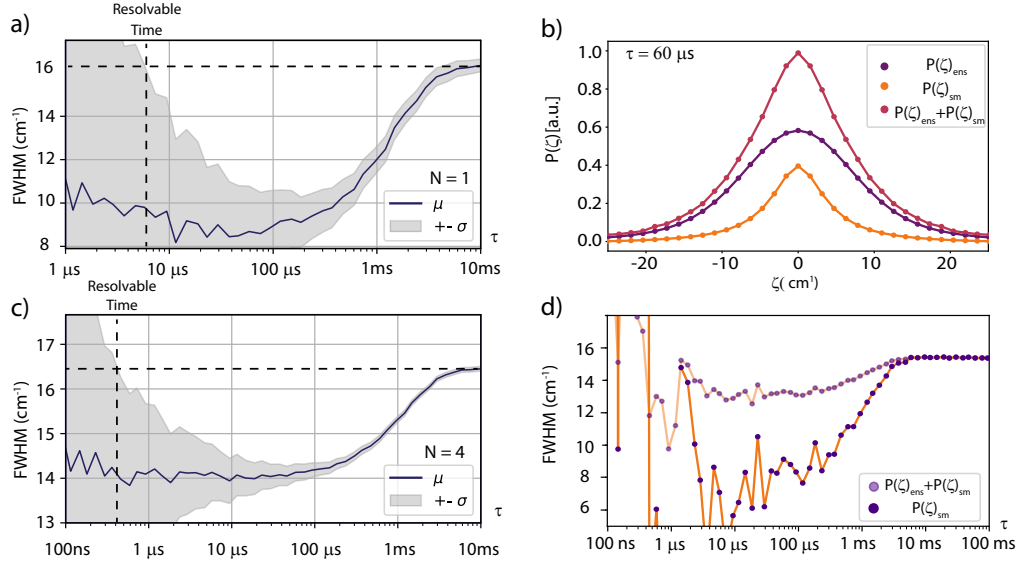 a)
Resolvable
Time
FWHM (cm⁻¹)
16
14
12
10
8
N = 1
μ
+- σ
1 μs
10 μs
100 μs
1ms
10ms
τ
b)
τ = 60 μs
P(ζ)[a.u.]
1.0
0.8
0.6
0.4
0.2
0.0
P(ζ)ens
P(ζ)sm
P(ζ)ens+P(ζ)sm
-20
-10
0
10
20
ζ( cm¹)
c)
Resolvable
Time
FWHM (cm⁻¹)
17
16
15
14
13
N = 4
μ
+- σ
100ns
1 μs
10 μs
100 μs
1ms
10ms
τ
d)
FWHM (cm⁻¹)
16
14
12
10
8
6
P(ζ)ens+P(ζ)sm
P(ζ)sm
100 ns
1 μs
10 μs
100 μs
1 ms
10 ms
100 ms
τ